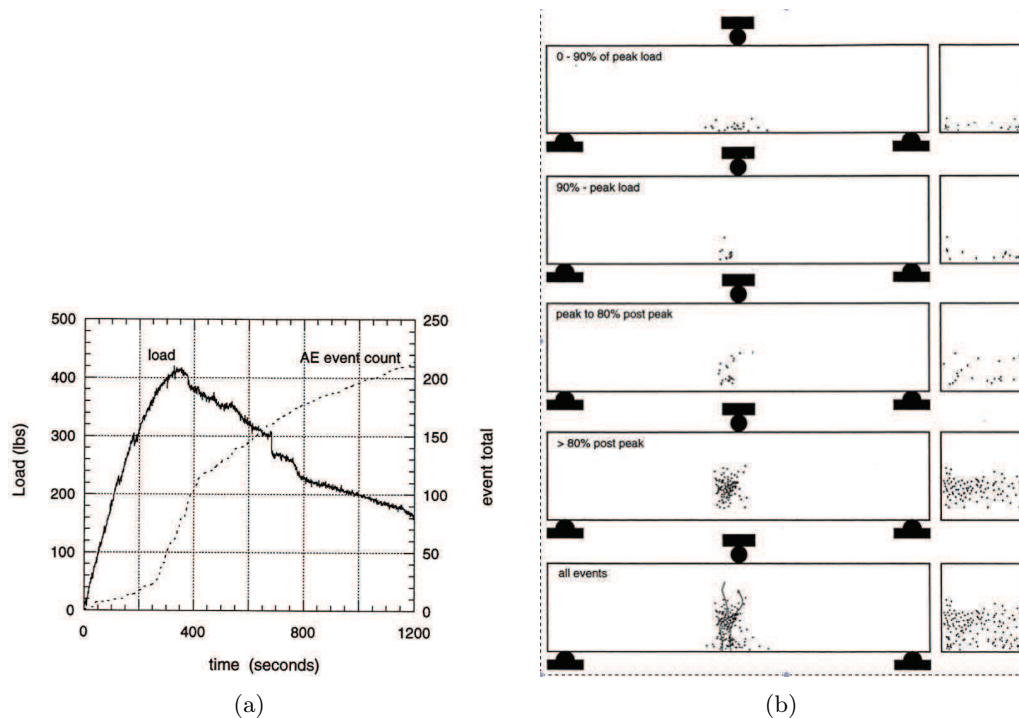 500
400
300
200
100
0
Load (lbs)
load
AE event count
250
200
150
100
50
0
event total
0
400
800
1200
time (seconds)
(a)
0 - 90% of peak load
90% - peak load
peak to 80% post peak
> 80% post peak
all events
(b)